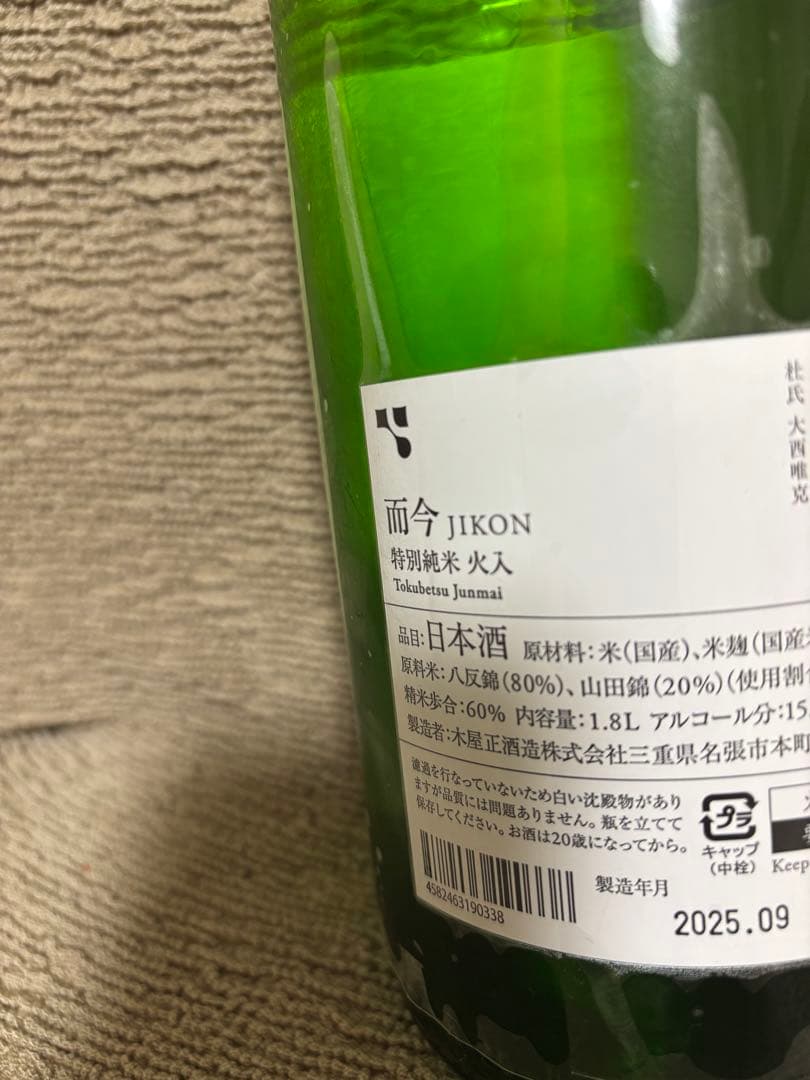 杜氏 大西唯克
而今 JIKON
特別純米 火入
Tokubetsu Junmai
品目:日本酒 原材料:米(国産)、米麹(国産
原料米:八反錦(80%)、山田錦(20%)(使用割
精米歩合:60% 内容量:1.8L アルコール分:15
製造者:木屋正酒造株式会社三重県名張市本町
濾過を行なっていないため白い沈殿物があり
ますが品質には問題ありません。瓶を立てて
保存してください。お酒は20歳になってから。
プラ
キャップ
(中栓)
Keep
4582463190338
製造年月
2025.09